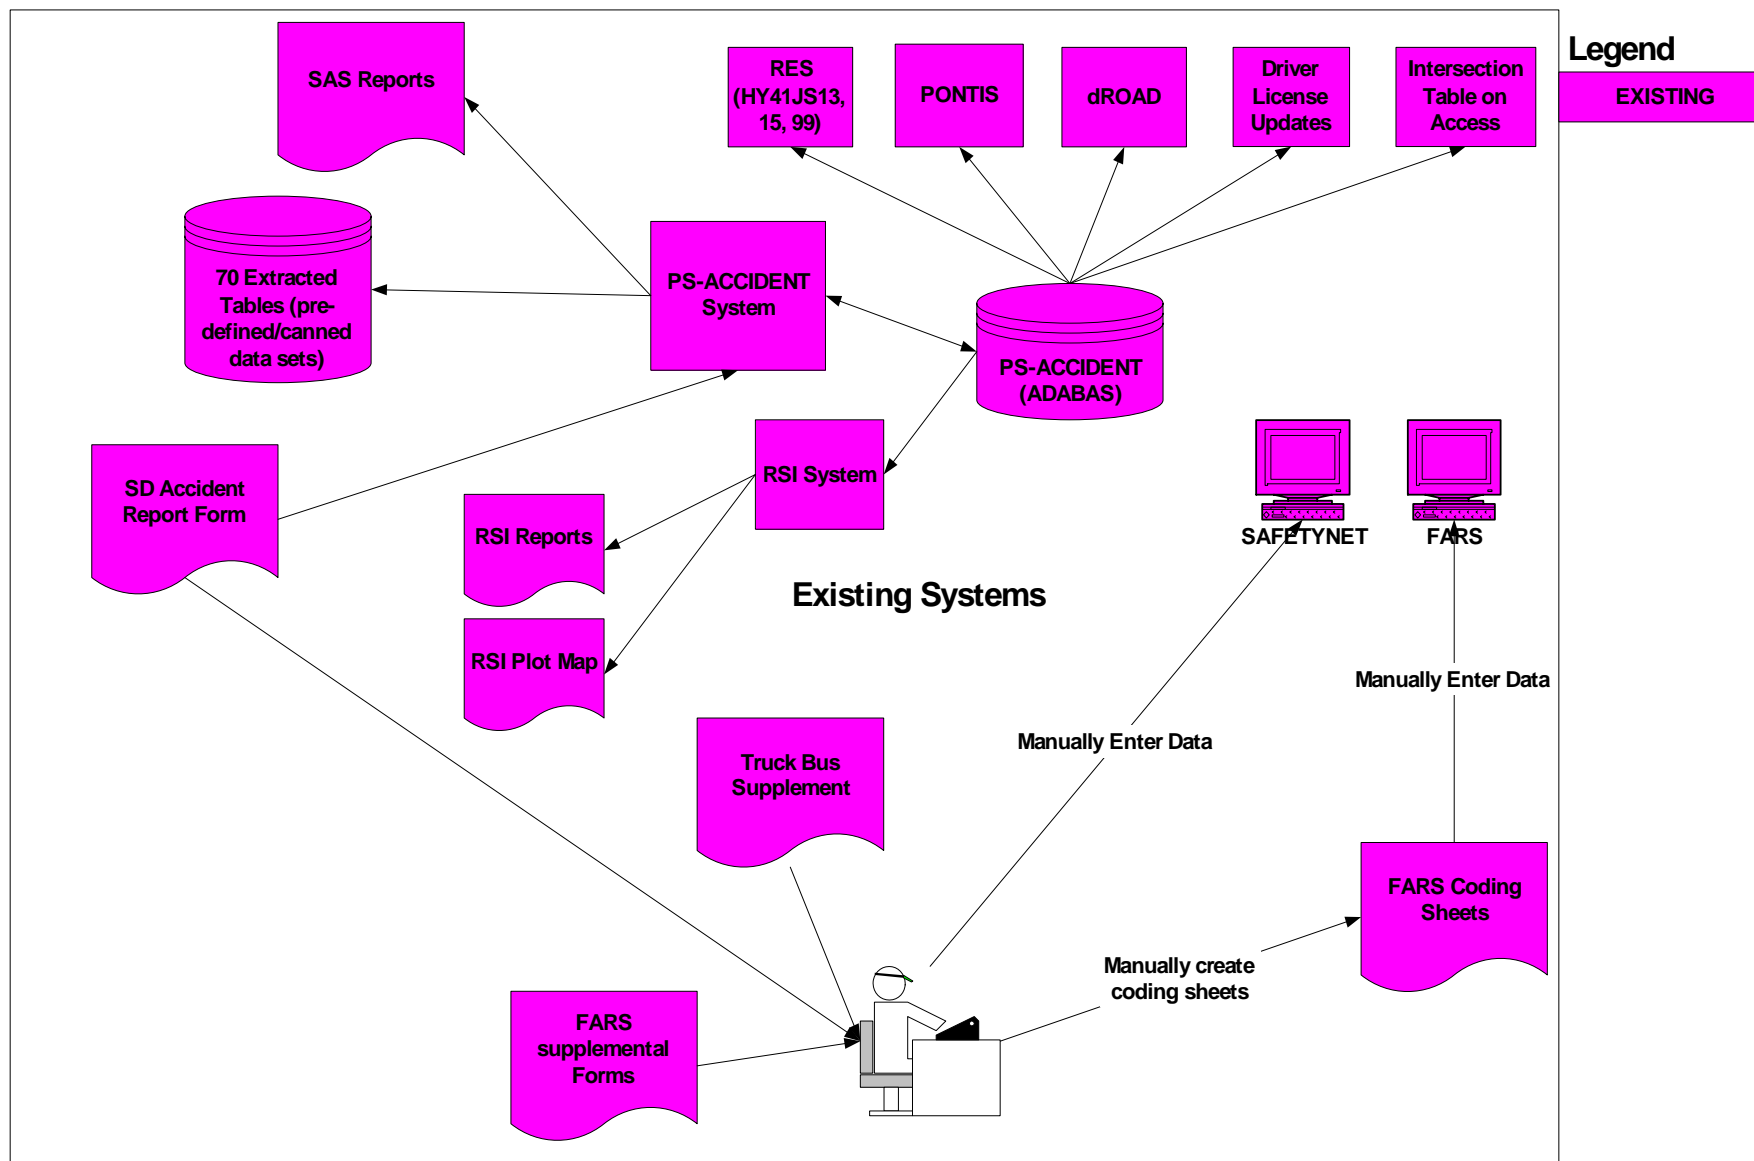 Legend
EXISTING
SAS Reports
RES
(HY41JS13,
15, 99)
PONTIS
dROAD
Driver
License
Updates
Intersection
Table on
Access
70 Extracted
Tables (pre-
defined/canned
data sets)
PS-ACCIDENT
System
PS-ACCIDENT
(ADABAS)
SD Accident
Report Form
RSI System
RSI Reports
RSI Plot Map
SAFETYNET
FARS
Existing Systems
Manually Enter Data
Manually Enter Data
Truck Bus
Supplement
FARS Coding
Sheets
Manually create
coding sheets
FARS
supplemental
Forms